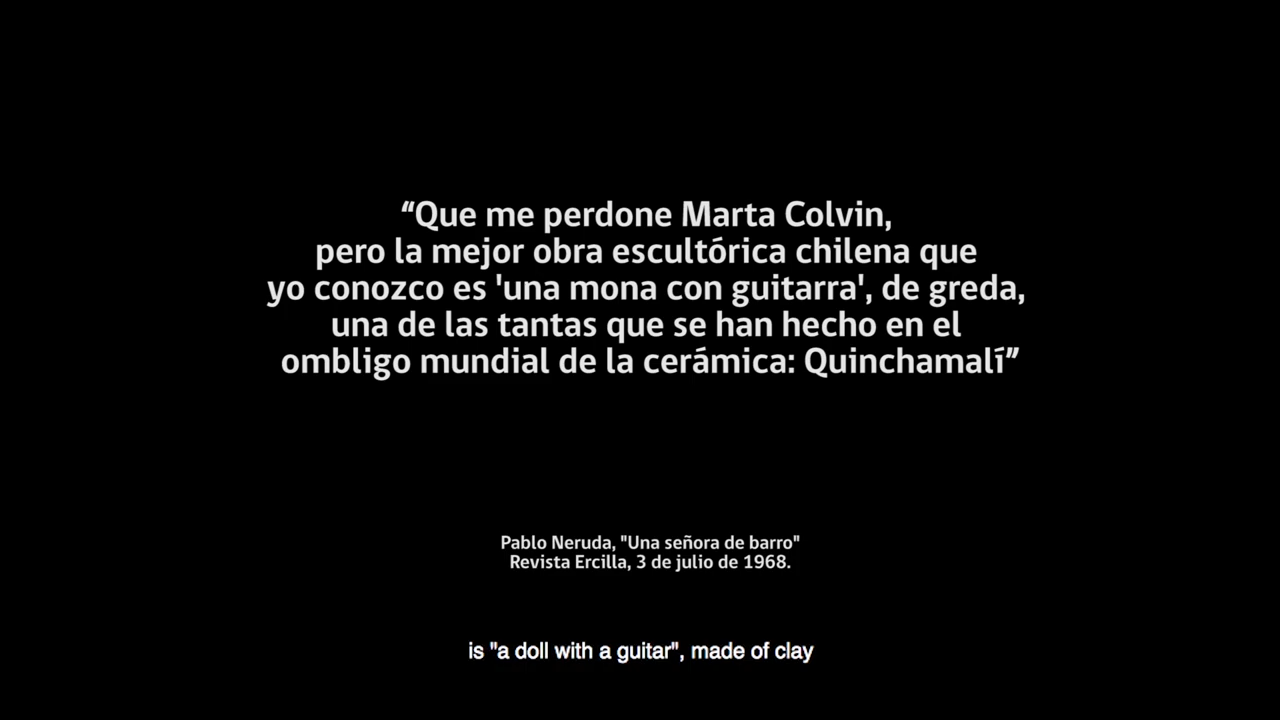 “Que me perdone Marta Colvin,
pero la mejor obra escultórica chilena que
yo conozco es 'una mona con guitarra', de greda,
una de las tantas que se han hecho en el
ombligo mundial de la cerámica: Quinchamalí”
Pablo Neruda, "Una señora de barro"
Revista Ercilla, 3 de julio de 1968.
is "a doll with a guitar", made of clay